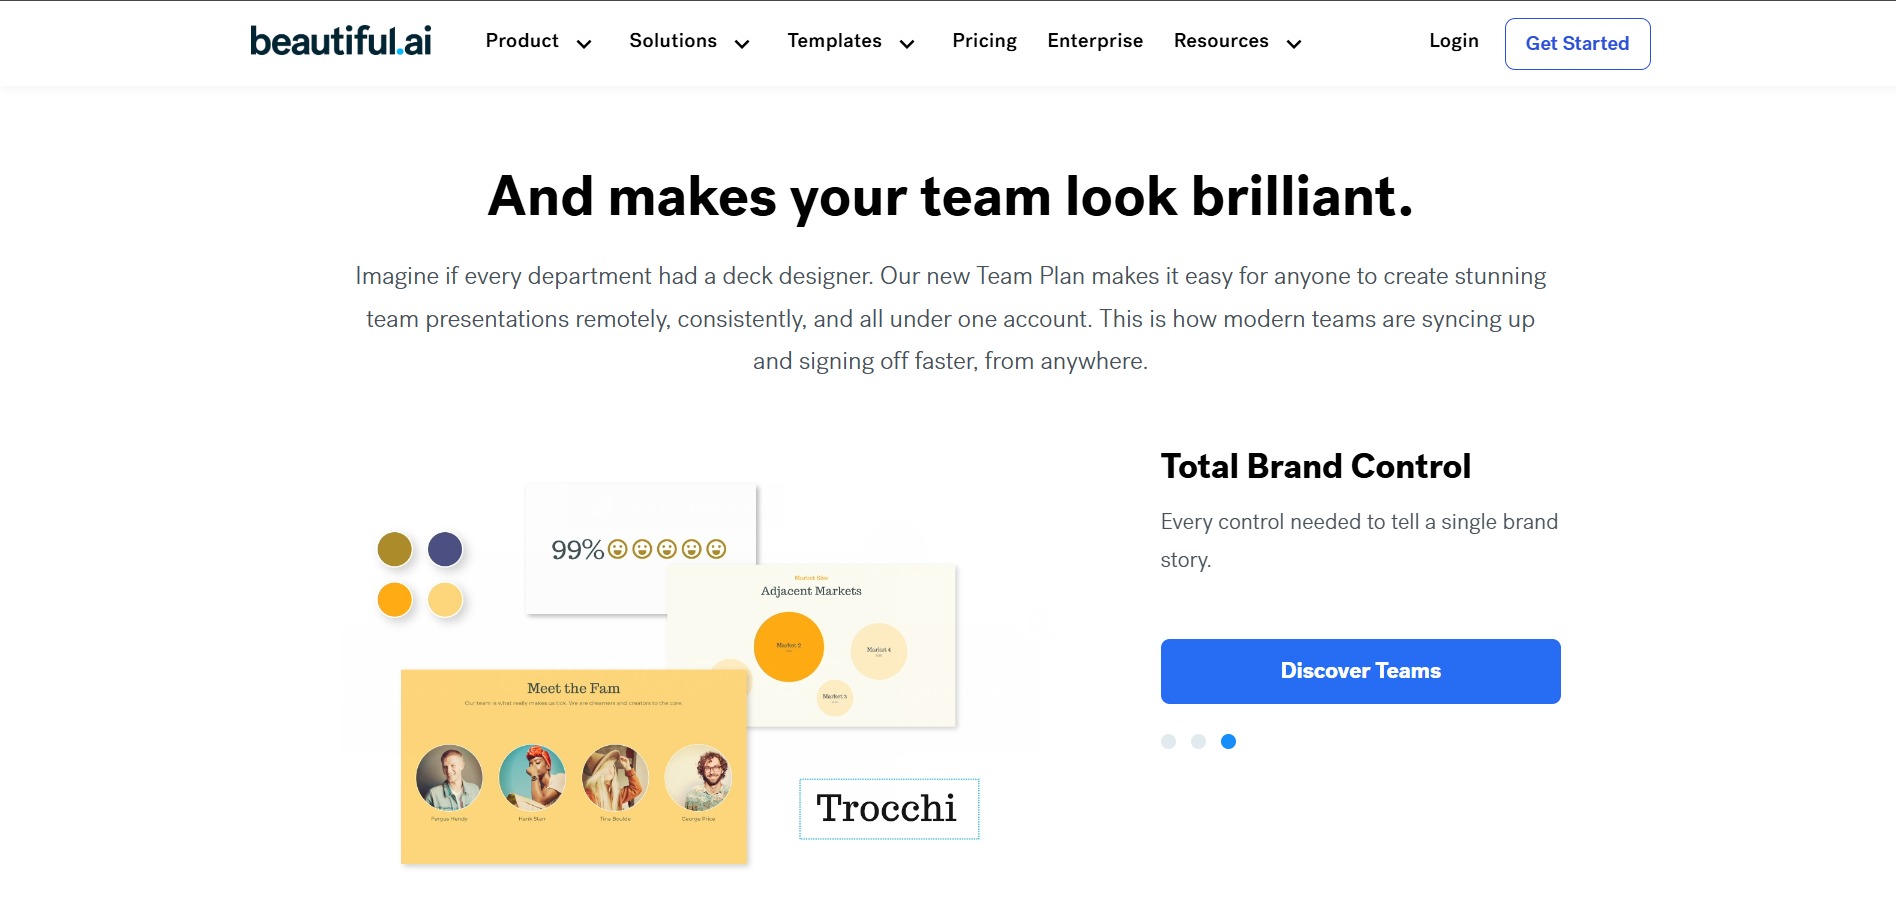 beautiful.ai Product Solutions Templates Pricing Enterprise Resources Login Get Started
And makes your team look brilliant.
Imagine if every department had a deck designer. Our new Team Plan makes it easy for anyone to create stunning
team presentations remotely, consistently, and all under one account. This is how modern teams are syncing up
and signing off faster, from anywhere.
99%
Market Size
Adjacent Markets
Market 2
Market 4
Market 3
Meet the Fam
Our team is what really makes us tick. We are dreamers and creators to the core.
Fergus Hendy Hank Starr Tina Boulde George Price
Trocchi
Total Brand Control
Every control needed to tell a single brand
story.
Discover Teams